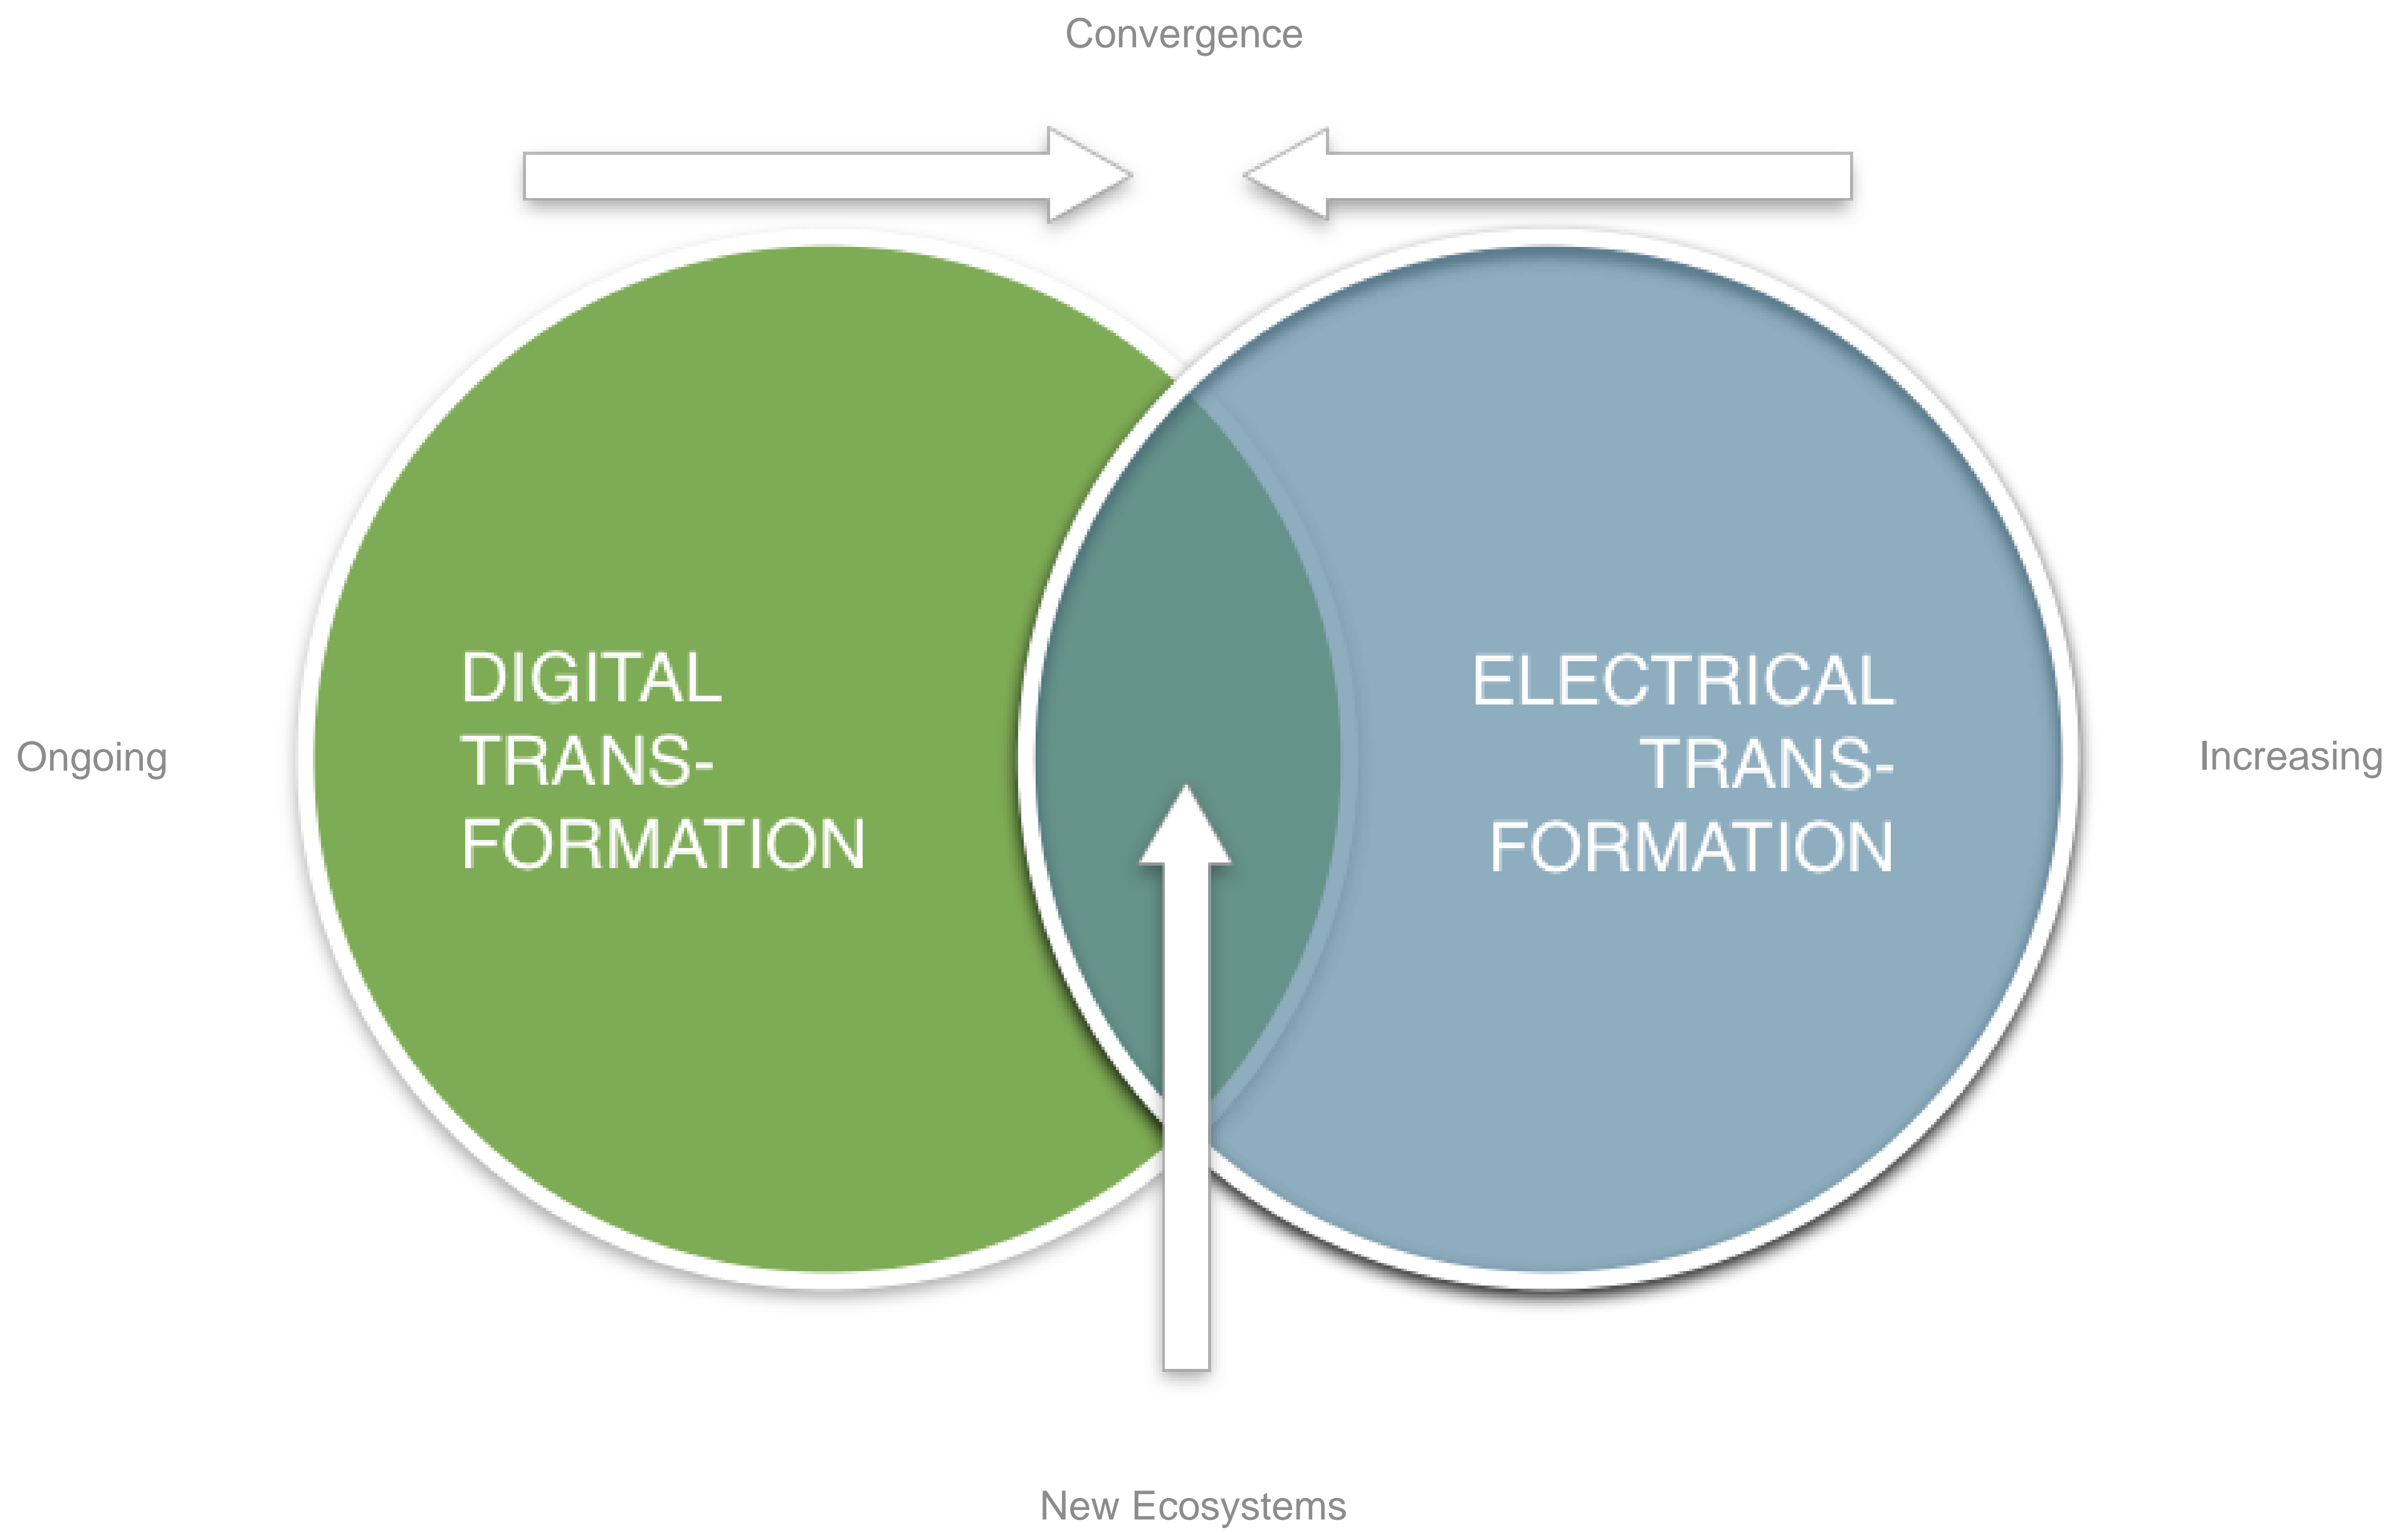 Convergence
DIGITAL
TRANS-
FORMATION
ELECTRICAL
TRANS-
FORMATION
Ongoing
Increasing
New Ecosystems